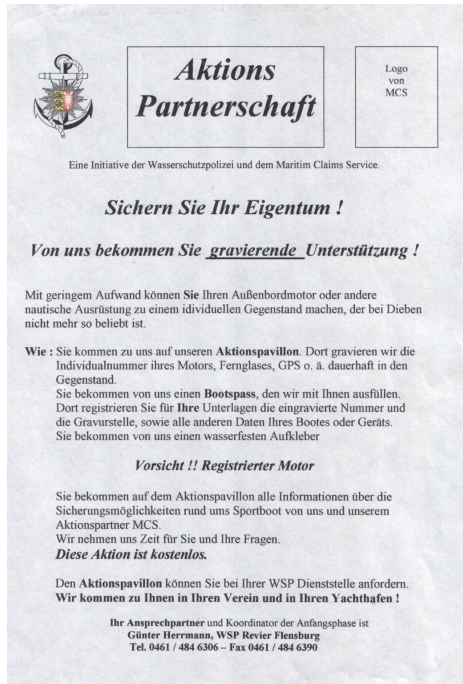 Aktions
Partnerschaft
Logo
von
MCS
Eine Initiative der Wasserschutzpolizei und dem Maritim Claims Service.
Sichern Sie Ihr Eigentum !
Von uns bekommen Sie gravierende Unterstützung !
Mit geringem Aufwand können Sie Ihren Außenbordmotor oder andere
nautische Ausrüstung zu einem idividuellen Gegenstand machen, der bei Dieben
nicht mehr so beliebt ist.
Wie : Sie kommen zu uns auf unseren Aktionspavillon. Dort gravieren wir die
Individualnummer ihres Motors, Fernglases, GPS o. ä. dauerhaft in den
Gegenstand.
Sie bekommen von uns einen Bootspass, den wir mit Ihnen ausfüllen.
Dort registrieren Sie für Ihre Unterlagen die eingravierte Nummer und
die Gravurstelle, sowie alle anderen Daten Ihres Bootes oder Geräts.
Sie bekommen von uns einen wasserfesten Aufkleber
Vorsicht !! Registrierter Motor
Sie bekommen auf dem Aktionspavillon alle Informationen über die
Sicherungsmöglichkeiten rund ums Sportboot von uns und unserem
Aktionspartner MCS.
Wir nehmen uns Zeit für Sie und Ihre Fragen.
Diese Aktion ist kostenlos.
Den Aktionspavillon können Sie bei Ihrer WSP Dienststelle anfordern.
Wir kommen zu Ihnen in Ihren Verein und in Ihren Yachthafen !
Ihr Ansprechpartner und Koordinator der Anfangsphase ist
Günter Herrmann, WSP Revier Flensburg
Tel. 0461 / 484 6306 – Fax 0461 / 484 6390